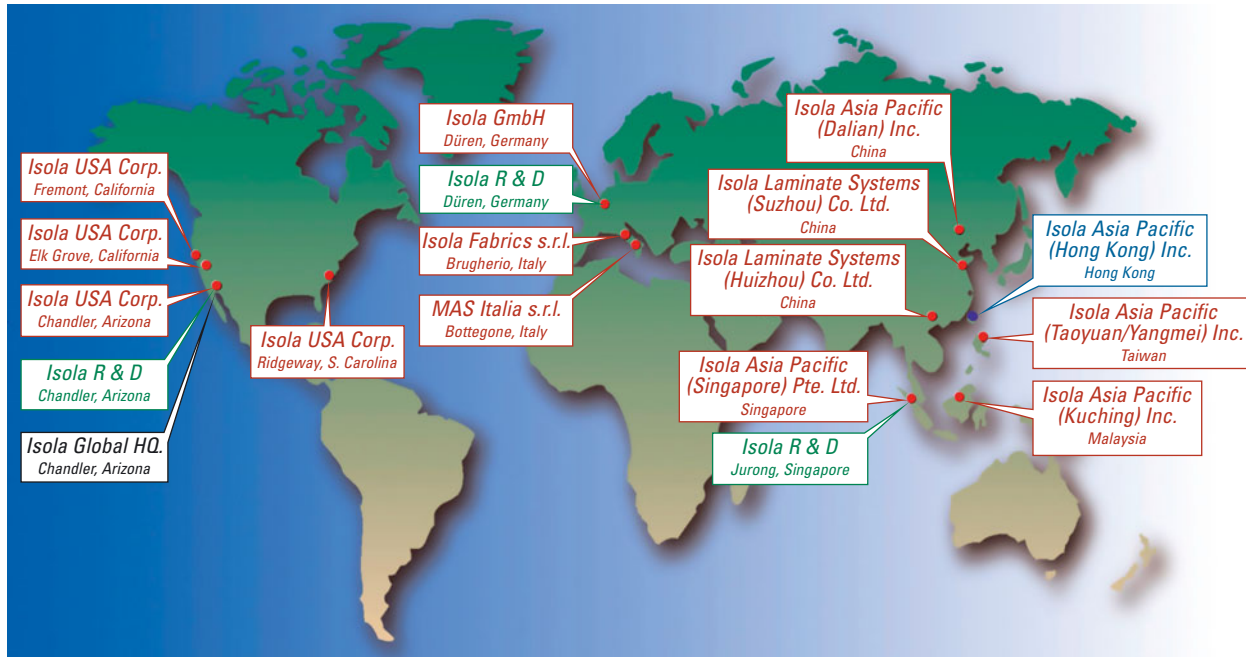 Isola USA Corp.
Fremont, California
Isola USA Corp.
Elk Grove, California
Isola USA Corp.
Chandler, Arizona
Isola R & D
Chandler, Arizona
Isola Global HQ.
Chandler, Arizona
Isola USA Corp.
Ridgeway, S. Carolina
Isola GmbH
Düren, Germany
Isola R & D
Düren, Germany
Isola Fabrics s.r.l.
Brugherio, Italy
MAS Italia s.r.l.
Bottegone, Italy
Isola Asia Pacific
(Dalian) Inc.
China
Isola Laminate Systems
(Suzhou) Co. Ltd.
China
Isola Laminate Systems
(Huizhou) Co. Ltd.
China
Isola Asia Pacific
(Singapore) Pte. Ltd.
Singapore
Isola R & D
Jurong, Singapore
Isola Asia Pacific
(Hong Kong) Inc.
Hong Kong
Isola Asia Pacific
(Taoyuan/Yangmei) Inc.
Taiwan
Isola Asia Pacific
(Kuching) Inc.
Malaysia